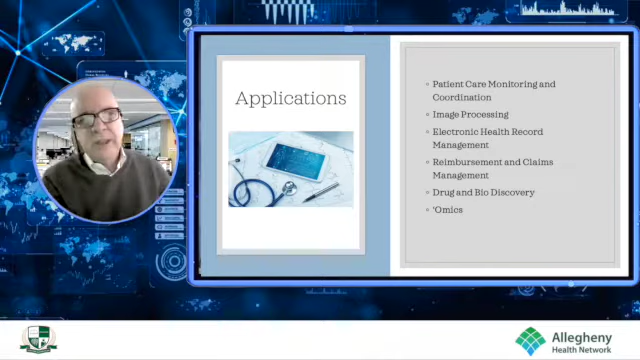 Applications
▫ Patient Care Monitoring and
Coordination
▫ Image Processing
▫ Electronic Health Record
Management
▫ Reimbursement and Claims
Management
▫ Drug and Bio Discovery
▫ 'Omics
Allegheny
Health Network